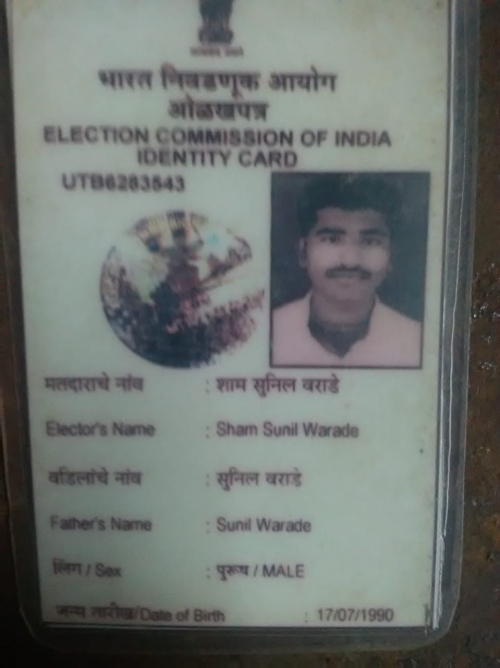 भारत निवडणूक आयोग
ओळखपत्र
ELECTION COMMISSION OF INDIA
IDENTITY CARD
UTB6283543
मतदाराचे नांव : शाम सुनिल वराडे
Elector's Name : Sham Sunil Warade
वडिलांचे नांव : सुनिल वराडे
Father's Name : Sunil Warade
लिंग / Sex : पुरूष / MALE
जन्म तारीख/Date of Birth : 17/07/1990